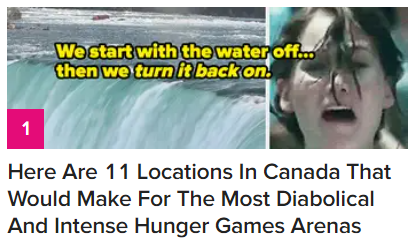 We start with the water off...
then we turn it back on.
1
Here Are 11 Locations In Canada That
Would Make For The Most Diabolical
And Intense Hunger Games Arenas